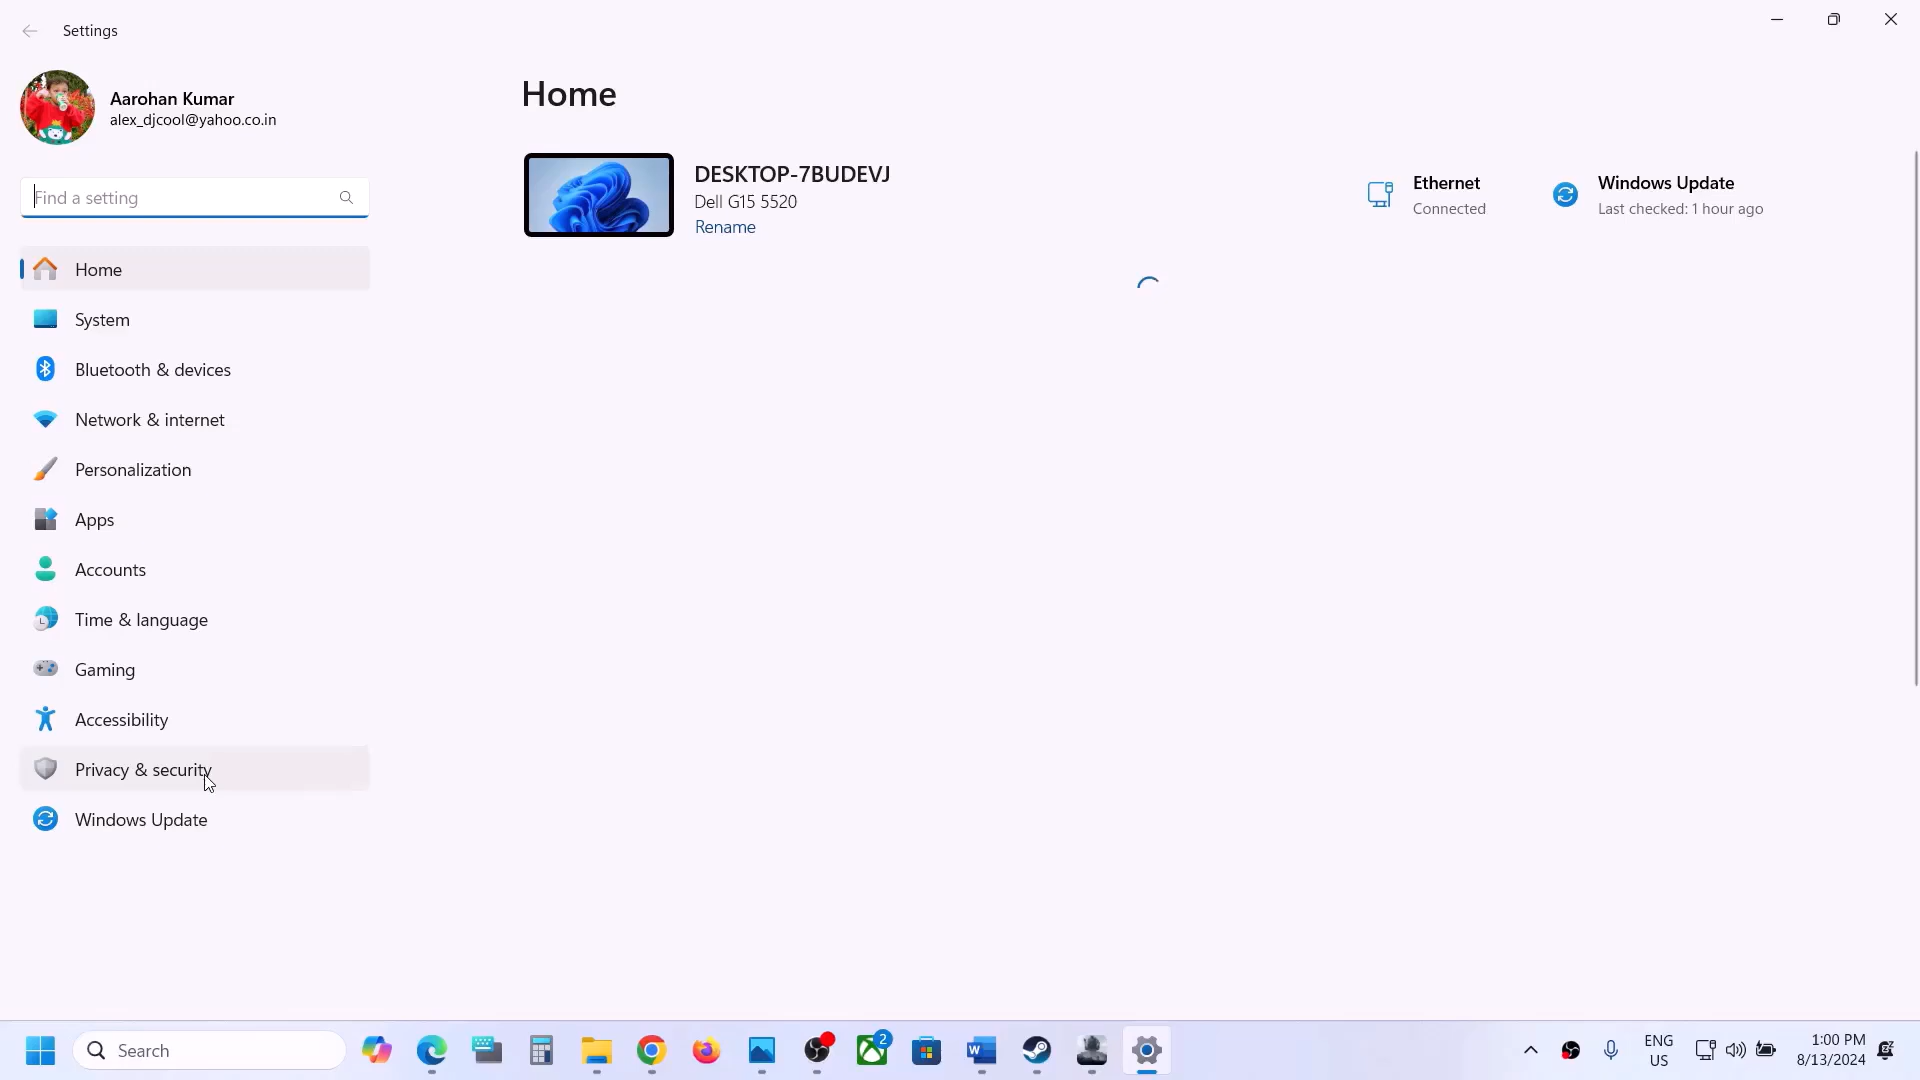 Settings
Aarohan Kumar
alex_djcool@yahoo.co.in
Find a setting
Home
System
Bluetooth & devices
Network & internet
Personalization
Apps
Accounts
Time & language
Gaming
Accessibility
Privacy & security
Windows Update
Home
DESKTOP-7BUDEVJ
Dell G15 5520
Rename
Ethernet
Connected
Windows Update
Last checked: 1 hour ago
Search
2
ENG
US
1:00 PM
8/13/2024